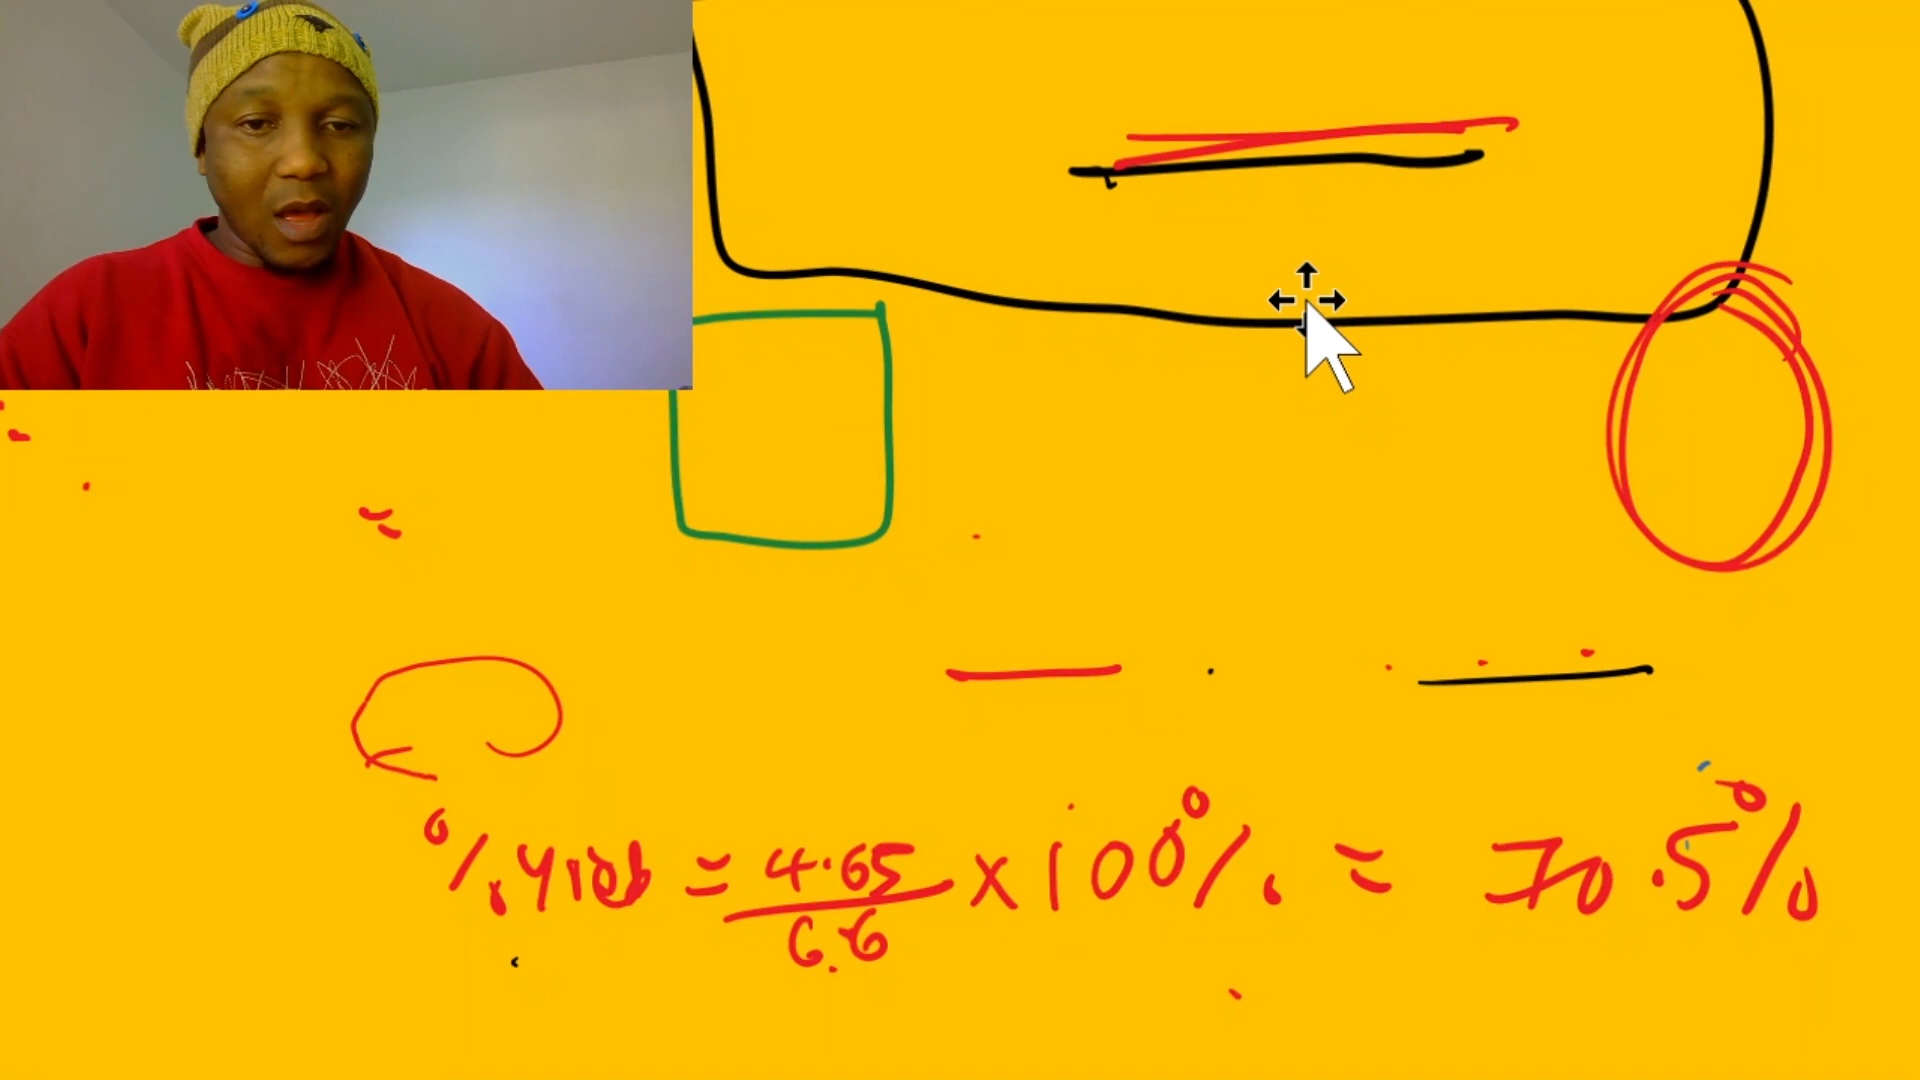 % yield = 4.65/6.6 x 100% = 70.5%